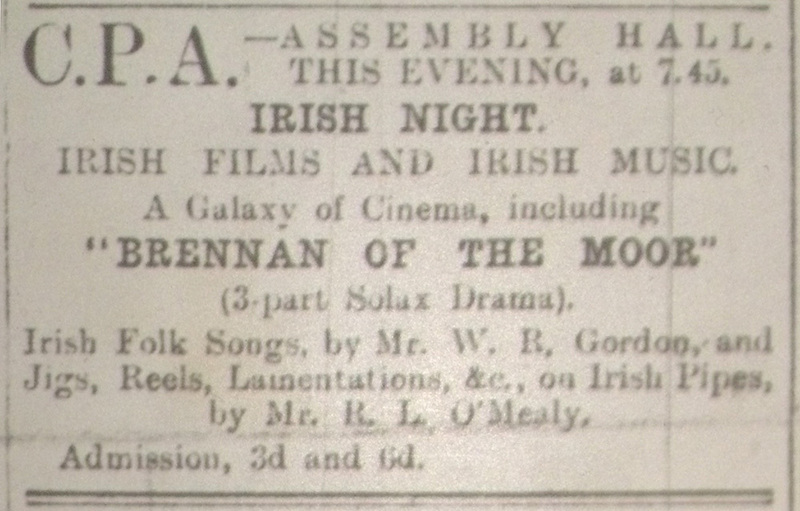 C.P.A.—ASSEMBLY HALL.
THIS EVENING, at 7.45.
IRISH NIGHT.
IRISH FILMS AND IRISH MUSIC.
A Galaxy of Cinema, including
"BRENNAN OF THE MOOR"
(3-part Solax Drama).
Irish Folk Songs, by Mr. W. R. Gordon, and
Jigs, Reels, Lamentations, &c., on Irish Pipes,
by Mr. R. L. O'Mealy.
Admission, 3d and 6d.